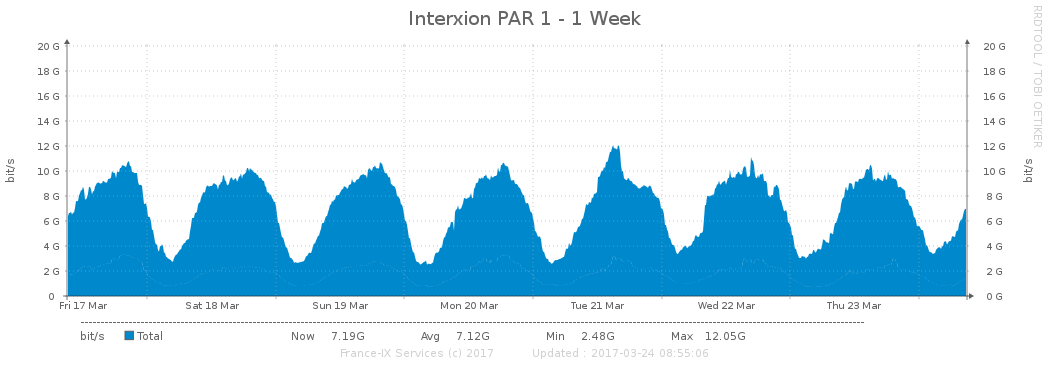 Interxion PAR 1 - 1 Week
RRDTOOL / TOBI OETIKER
bit/s
20 G 20 G
18 G 18 G
16 G 16 G
14 G 14 G
12 G 12 G
10 G 10 G
8 G 8 G
6 G 6 G
4 G 4 G
2 G 2 G
0 0 G
bit/s
Fri 17 Mar Sat 18 Mar Sun 19 Mar Mon 20 Mar Tue 21 Mar Wed 22 Mar Thu 23 Mar
bit/s Total Now 7.19G Avg 7.12G Min 2.48G Max 12.05G
France-IX Services (c) 2017 Updated : 2017-03-24 08:55:06